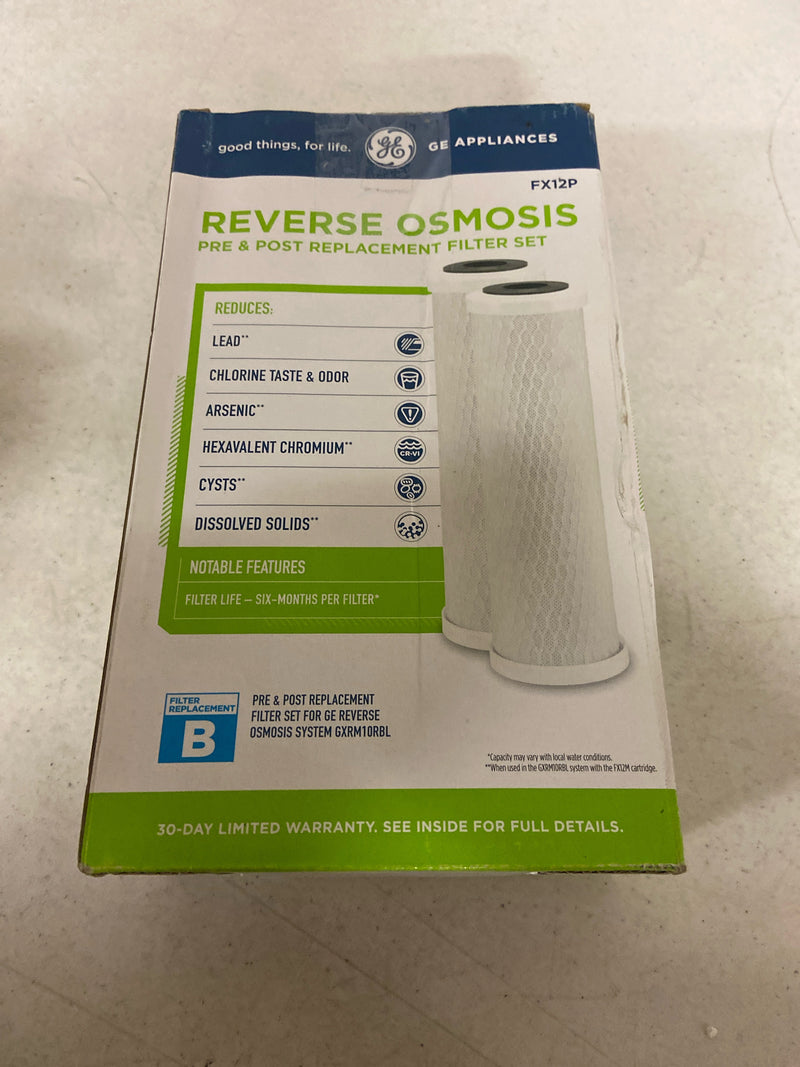 good things, for life.
GE
GE APPLIANCES
FX12P
REVERSE OSMOSIS
PRE & POST REPLACEMENT FILTER SET
REDUCES:
LEAD**
CHLORINE TASTE & ODOR
ARSENIC**
HEXAVALENT CHROMIUM**
CR-VI
CYSTS**
DISSOLVED SOLIDS**
NOTABLE FEATURES
FILTER LIFE – SIX-MONTHS PER FILTER*
FILTER
REPLACEMENT
B
PRE & POST REPLACEMENT
FILTER SET FOR GE REVERSE
OSMOSIS SYSTEM GXRM10RBL
*Capacity may vary with local water conditions.
**When used in the GXRM10RBL system with the FX12M cartridge.
30-DAY LIMITED WARRANTY. SEE INSIDE FOR FULL DETAILS.